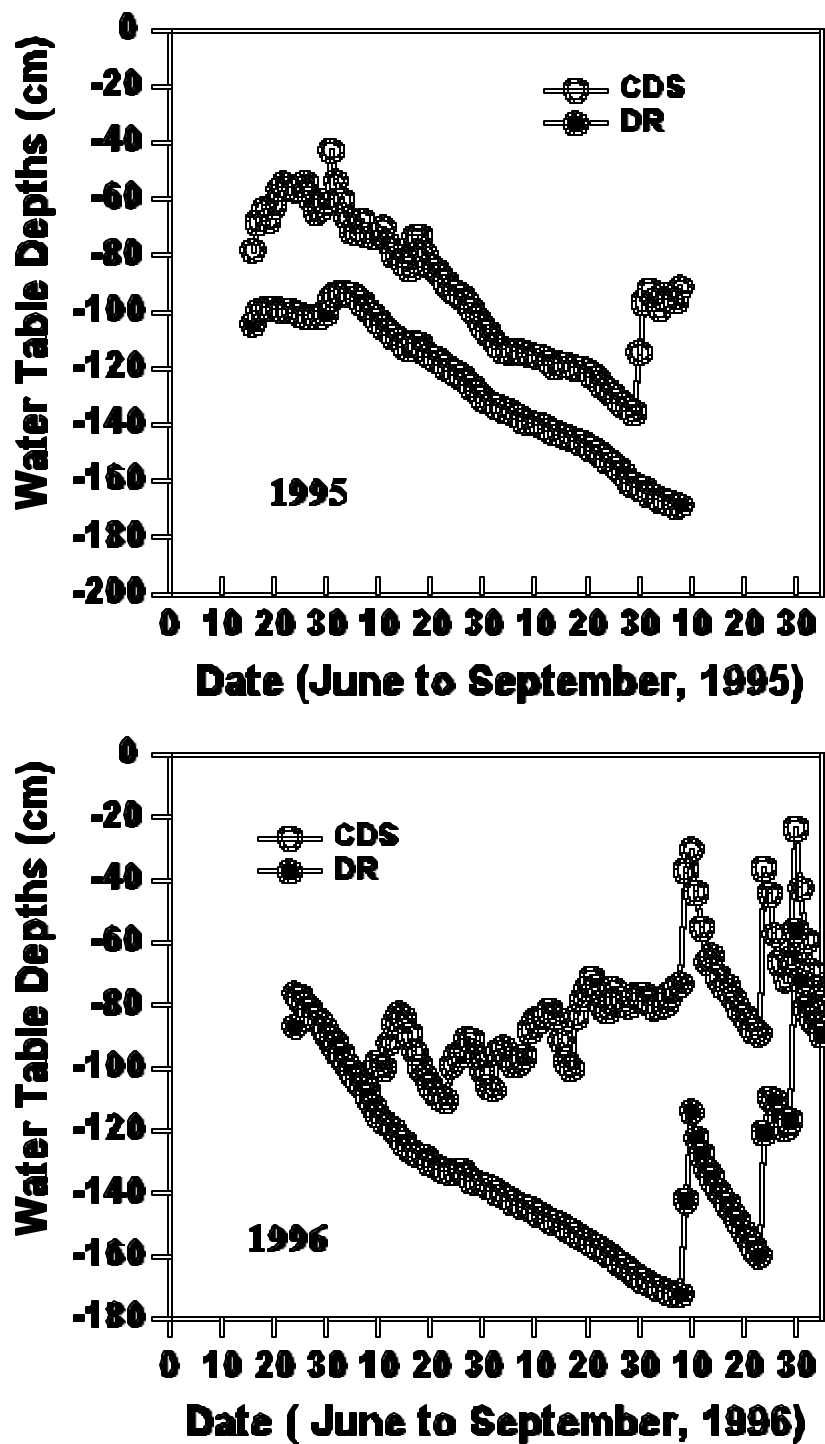 0
-20
-40
-60
-80
-100
-120
-140
-160
-180
-200
Water Table Depths (cm)
CDS
DR
1995
0 10 20 30 10 20 30 10 20 30 10 30
Date (June to September, 1995)
0
-20
-40
-60
-80
-100
-120
-140
-160
-180
Water Table Depths (cm)
CDS
DR
1996
0 10 20 30 10 20 30 10 20 30 10 20 30
Date ( June to September, 1996)